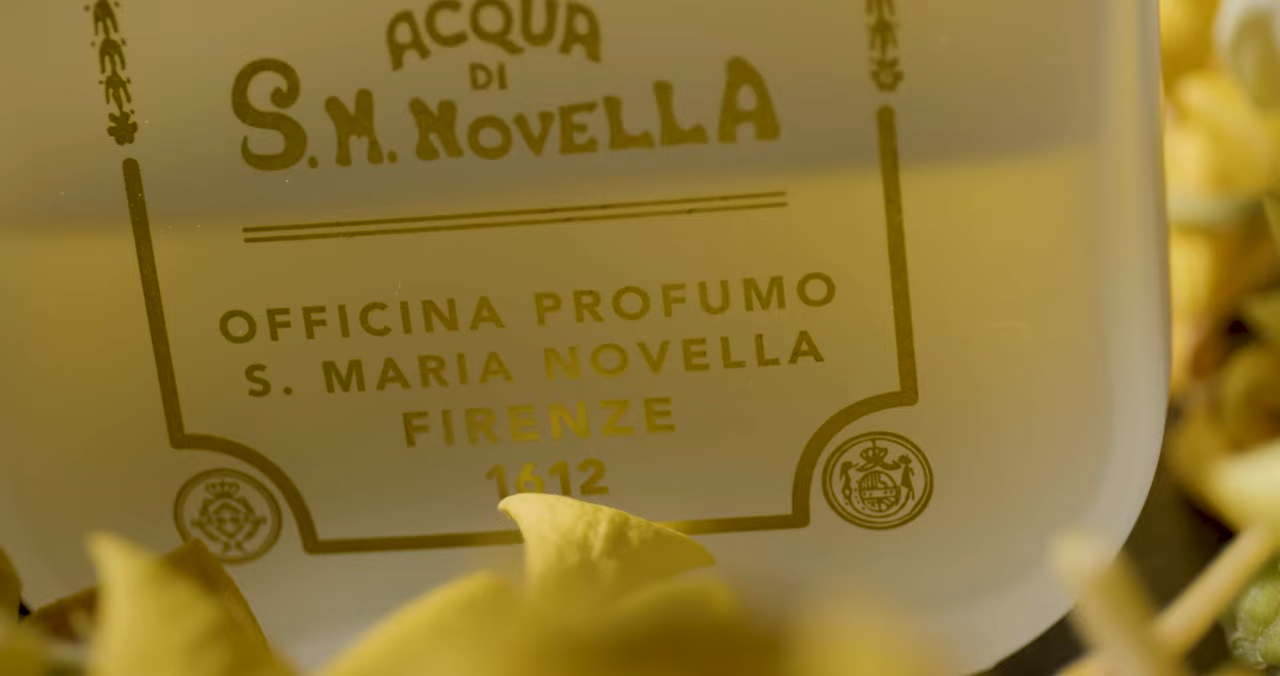 ACQUA
DI
S.M. NOVELLA
OFFICINA PROFUMO
S. MARIA NOVELLA
FIRENZE
1612